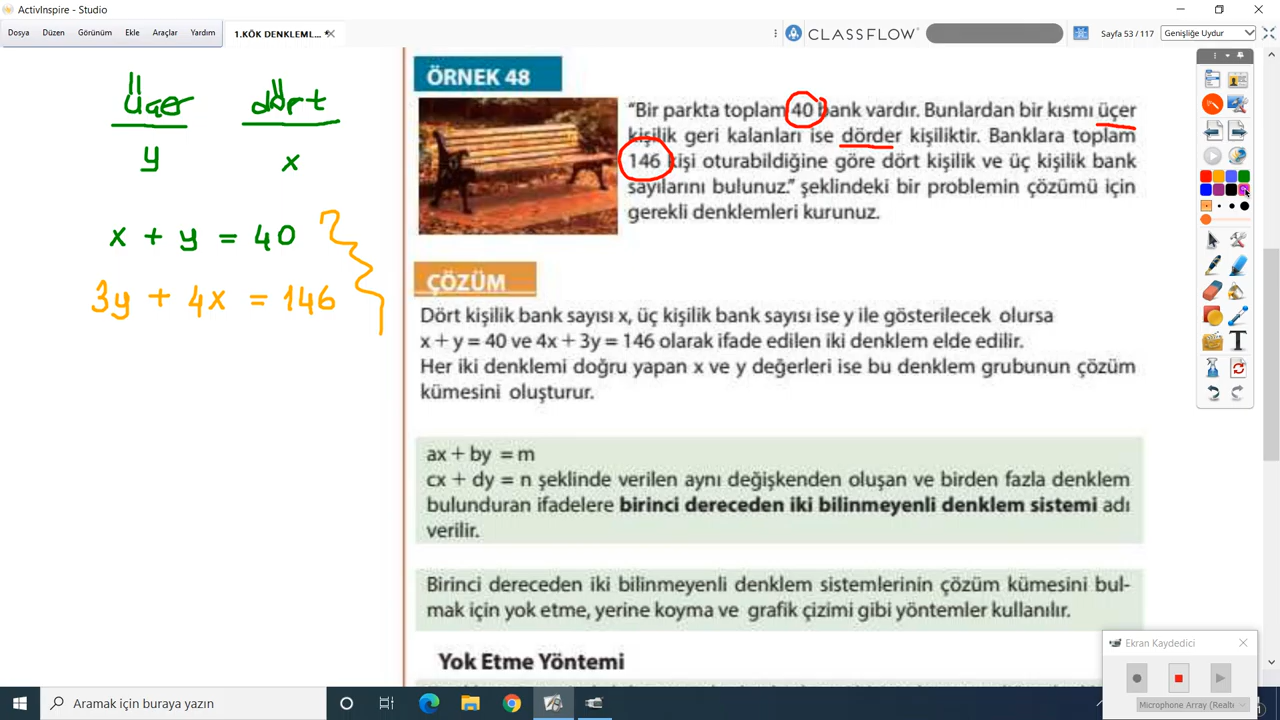 ActivInspire - Studio
Dosya Düzen Görünüm Ekle Araçlar Yardım
1.KÖK DENKLEML...
CLASSFLOW
Sayfa 53 / 117
Genişliğe Uydur
Üçer dört
y x
x + y = 40
3y + 4x = 146
ÖRNEK 48
"Bir parkta toplam 40 bank vardır. Bunlardan bir kısmı üçer
kişilik geri kalanları ise dörder kişiliktir. Banklara toplam
146 kişi oturabildiğine göre dört kişilik ve üç kişilik bank
sayılarını bulunuz." şeklindeki bir problemin çözümü için
gerekli denklemleri kurunuz.
ÇÖZÜM
Dört kişilik bank sayısı x, üç kişilik bank sayısı ise y ile gösterilecek olursa
x + y = 40 ve 4x + 3y = 146 olarak ifade edilen iki denklem elde edilir.
Her iki denklemi doğru yapan x ve y değerleri ise bu denklem grubunun çözüm
kümesini oluşturur.
ax + by = m
cx + dy = n şeklinde verilen aynı değişkenden oluşan ve birden fazla denklem
bulunduran ifadelere birinci dereceden iki bilinmeyenli denklem sistemi adı
verilir.
Birinci dereceden iki bilinmeyenli denklem sistemlerinin çözüm kümesini bul-
mak için yok etme, yerine koyma ve grafik çizimi gibi yöntemler kullanılır.
Yok Etme Yöntemi
Ekran Kaydedici
Microphone Array (Realte
Aramak için buraya yazın